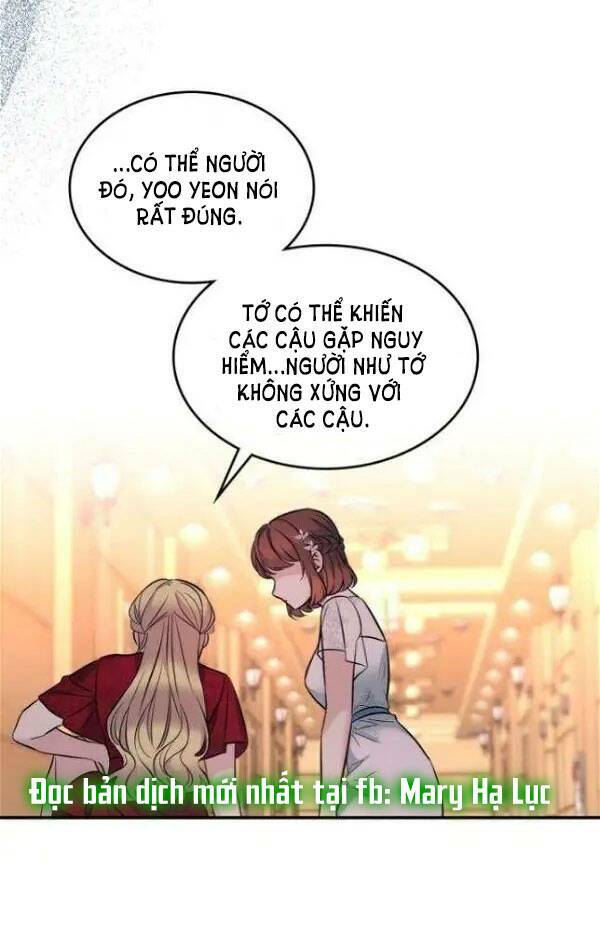 ...CÓ THỂ NGƯỜI
ĐÓ, YOO YEON NÓI
RẤT ĐÚNG.
TỚ CÓ THỂ KHIẾN
CÁC CẬU GẶP NGUY
HIỂM...NGƯỜI NHƯ TỚ
KHÔNG XỨNG VỚI
CÁC CẬU.
Đọc bản dịch mới nhất tại fb: Mary Hạ Lục